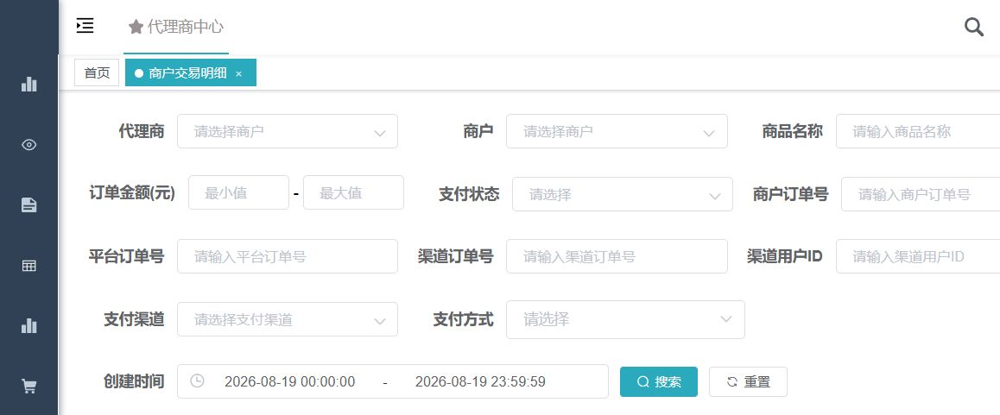 代理商中心
首页 商户交易明细 ×
代理商 请选择商户 商户 请选择商户 商品名称 请输入商品名称
订单金额(元) 最小值 - 最大值 支付状态 请选择 商户订单号 请输入商户订单号
平台订单号 请输入平台订单号 渠道订单号 请输入渠道订单号 渠道用户ID 请输入渠道用户ID
支付渠道 请选择支付渠道 支付方式 请选择
创建时间 2026-08-19 00:00:00 - 2026-08-19 23:59:59 搜索 重置